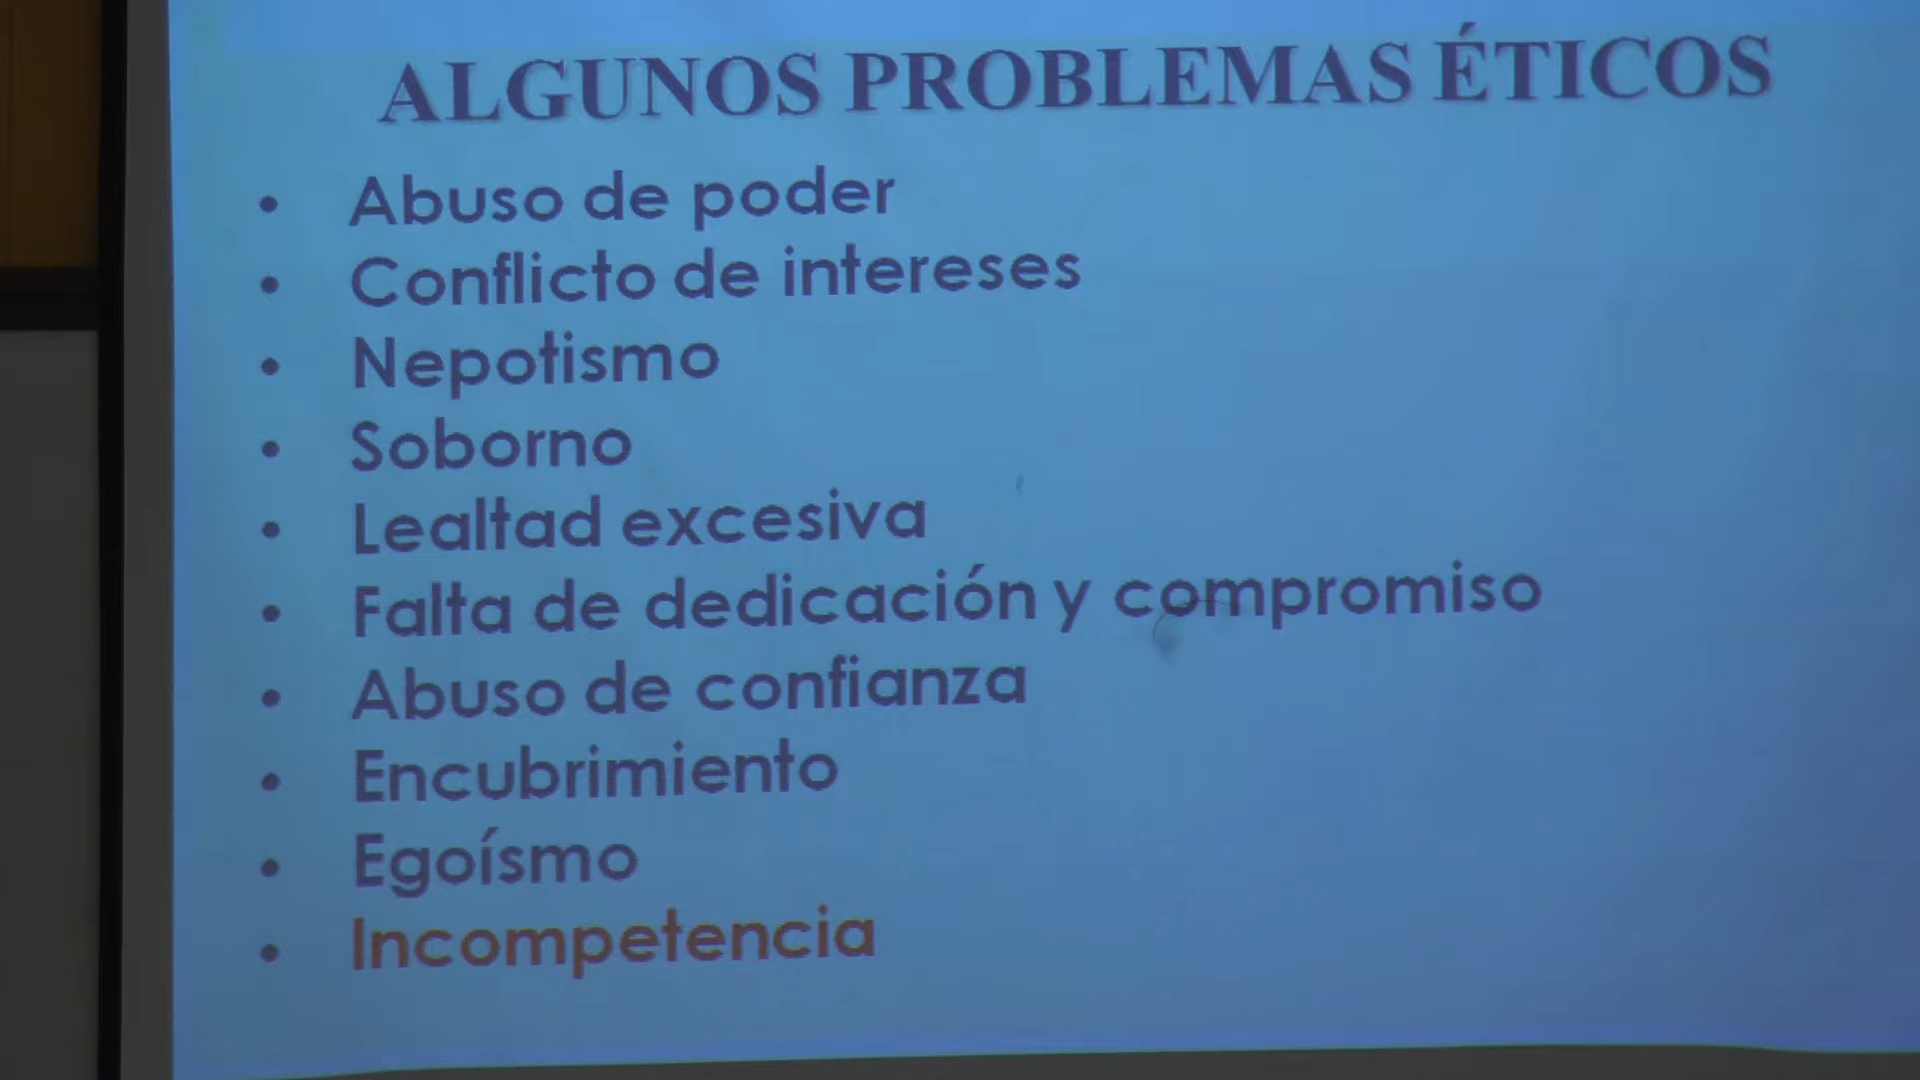 ALGUNOS PROBLEMAS ÉTICOS
• Abuso de poder
• Conflicto de intereses
• Nepotismo
• Soborno
• Lealtad excesiva
• Falta de dedicación y compromiso
• Abuso de confianza
• Encubrimiento
• Egoísmo
• Incompetencia